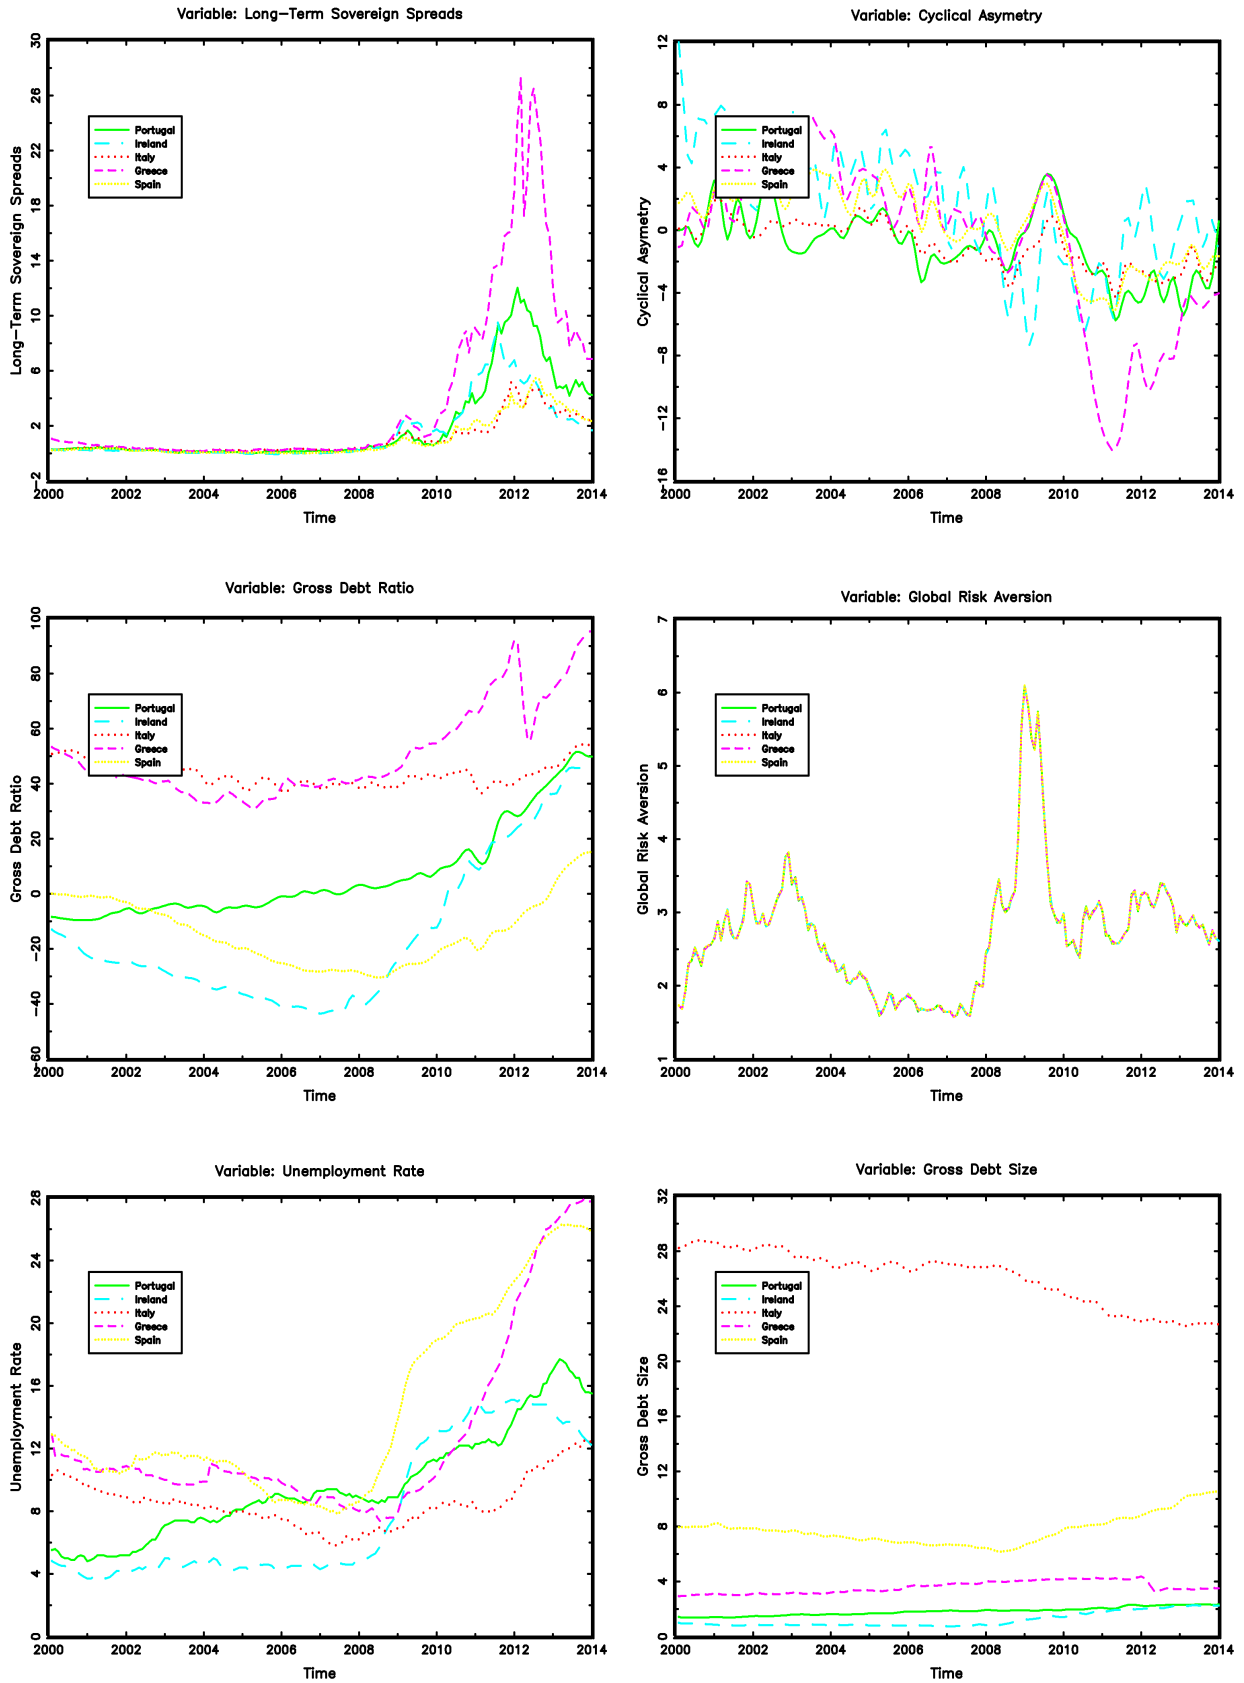 Variable: Long-Term Sovereign Spreads
Long-Term Sovereign Spreads
30
26
22
18
14
10
6
2
-2
Portugal
Ireland
Italy
Greece
Spain
2000 2002 2004 2006 2008 2010 2012 2014
Time
Variable: Cyclical Asymetry
Cyclical Asymetry
12
8
4
0
-4
-8
-12
-16
Portugal
Ireland
Italy
Greece
Spain
2000 2002 2004 2006 2008 2010 2012 2014
Time
Variable: Gross Debt Ratio
Gross Debt Ratio
100
80
60
40
20
0
-20
-40
-60
Portugal
Ireland
Italy
Greece
Spain
2000 2002 2004 2006 2008 2010 2012 2014
Time
Variable: Global Risk Aversion
Global Risk Aversion
7
6
5
4
3
2
1
Portugal
Ireland
Italy
Greece
Spain
2000 2002 2004 2006 2008 2010 2012 2014
Time
Variable: Unemployment Rate
Unemployment Rate
28
24
20
16
12
8
4
0
Portugal
Ireland
Italy
Greece
Spain
2000 2002 2004 2006 2008 2010 2012 2014
Time
Variable: Gross Debt Size
Gross Debt Size
32
28
24
20
16
12
8
4
0
Portugal
Ireland
Italy
Greece
Spain
2000 2002 2004 2006 2008 2010 2012 2014
Time